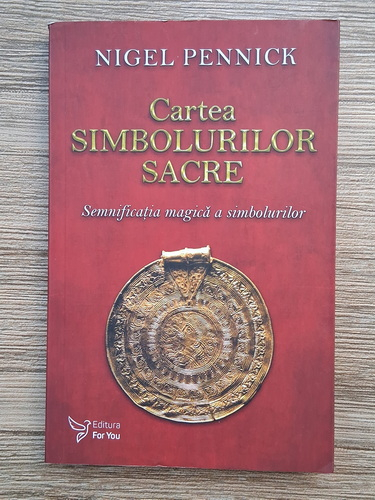 NIGEL PENNICK
Cartea
SIMBOLURILOR
SACRE
Semnificația magică a simbolurilor
Editura
For You